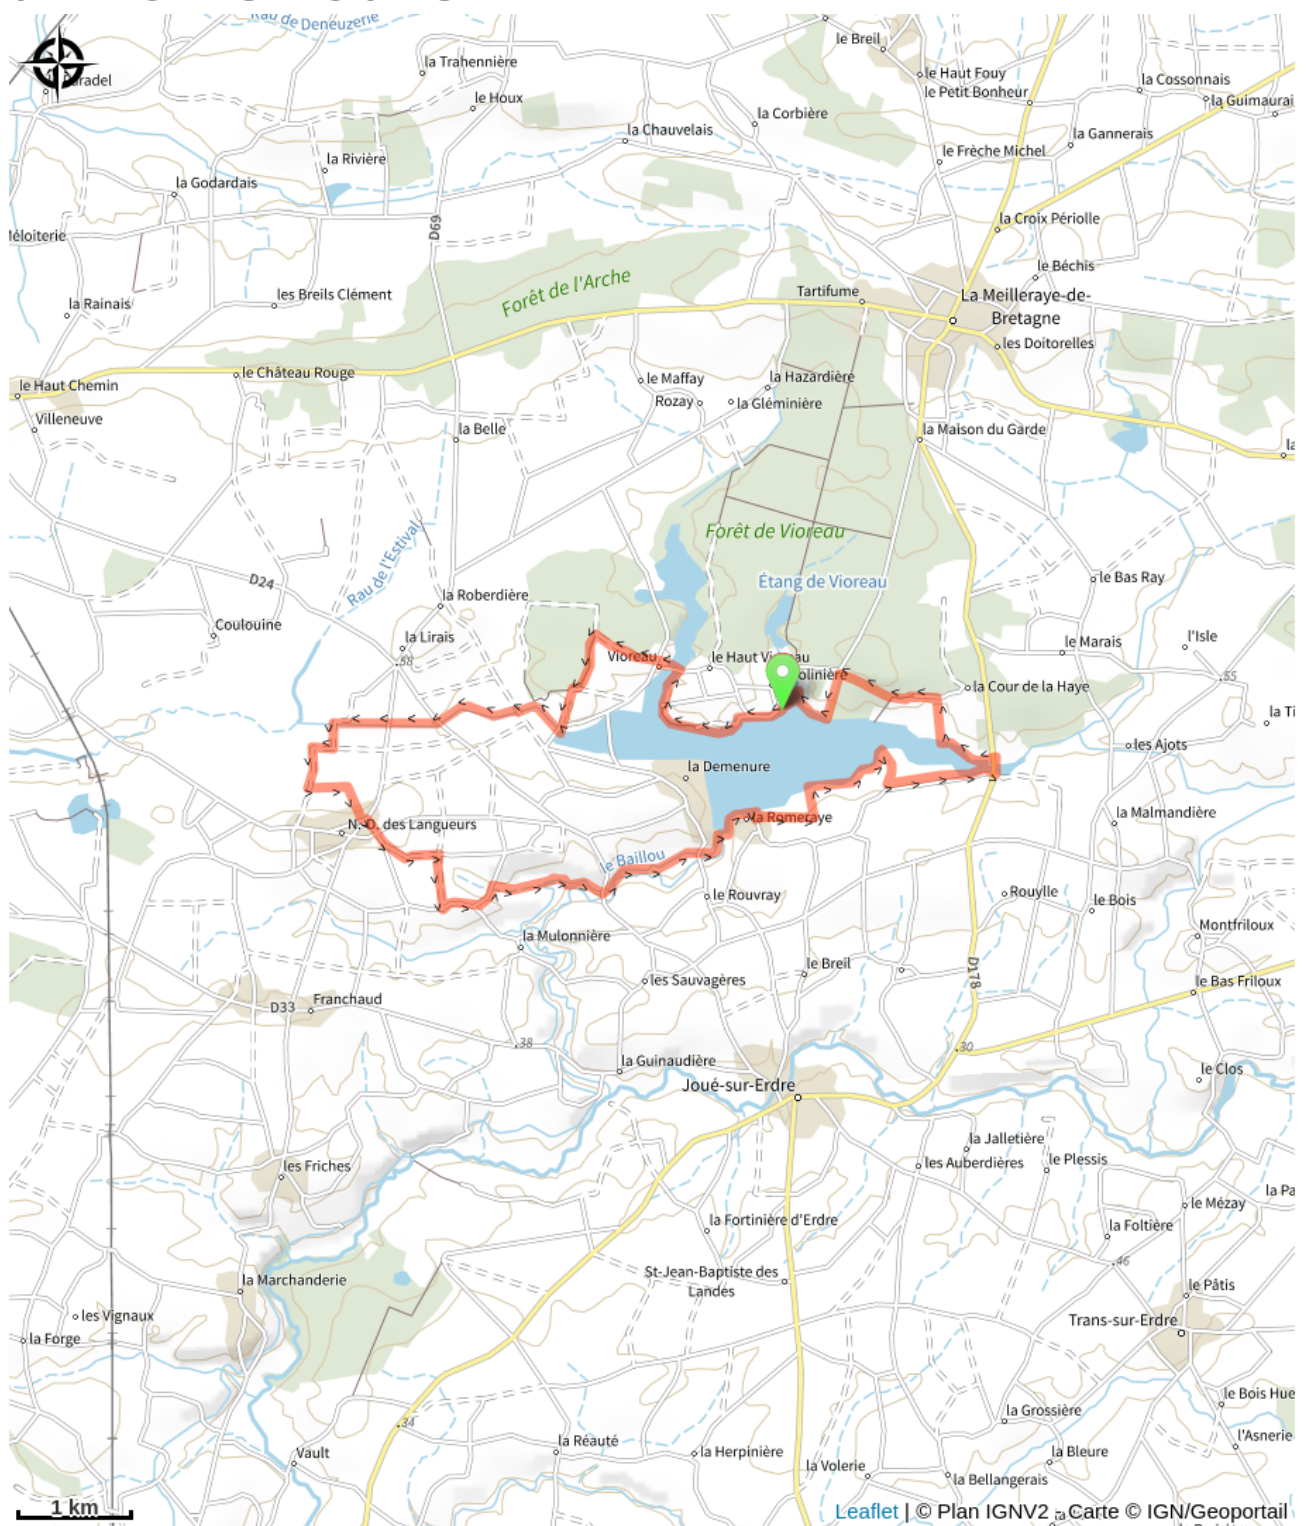 Rau de Deneuzerie
le Breil
la Trahennière
le Haut Fouy
la Cossonnais
le Petit Bonheur
le Houx
la Corbière
la Chauvelais
la Gannerais
le Frèche Michel
la Rivière
la Godardais
la Croix Périolle
D69
le Béchis
Forêt de l'Arche
les Breils Clément
la Rainais
Tartifume
La Meilleraye-de-
Bretagne
les Doitorelles
le Château Rouge
le Maffay
la Hazardière
le Haut Chemin
Rozay
la Gléminière
Villeneuve
la Belle
la Maison du Garde
Forêt de Vioreau
Rau de l'Estival
D24
Étang de Vioreau
le Bas Ray
la Roberdière
Coulouine
la Lirais
58
le Marais
l'Isle
Vioreau
55
la Cour de la Haye
les Ajots
la Demenure
la Malmandière
N.-D. des Langueurs
la Romeraye
le Baillou
le Rouvray
Rouylle
le Bois
Montfriloux
la Mulonnière
le Breil
D178
les Sauvagères
le Bas Friloux
D33
Franchaud
38
30
la Guinaudière
le Clos
Joué-sur-Erdre
la Jalletière
les Auberdières
le Plessis
les Friches
le Mézay
la Fortinière d'Erdre
la Foltière
46
St-Jean-Baptiste des
Landes
la Marchanderie
le Pâtis
les Vignaux
Trans-sur-Erdre
la Forge
la Grossière
34
l'Asnerie
la Réauté
Vault
la Herpinière
la Bleure
la Volerie
la Bellangerais
1 km
Leaflet | © Plan IGNV2 - Carte © IGN/Geoportail